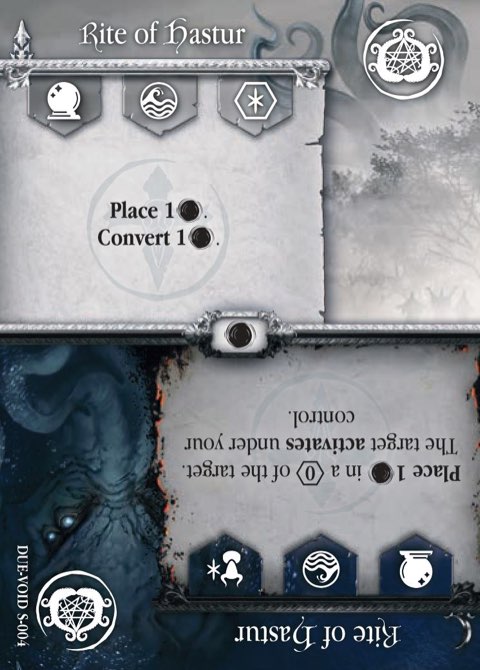 Rite of Hastur
Place 1.
Convert 1.
Rite of Hastur
Place 1 in a 0 of the target.
The target activates under your
control.
DUE-VOID S-004